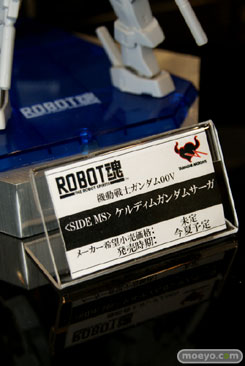 ROBOT魂
ROBOT魂
機動戦士ガンダム00V
<SIDE MS> ケルディムガンダムサーガ
メーカー希望小売価格: 未定
発売時期: 今夏予定
moeyo.com